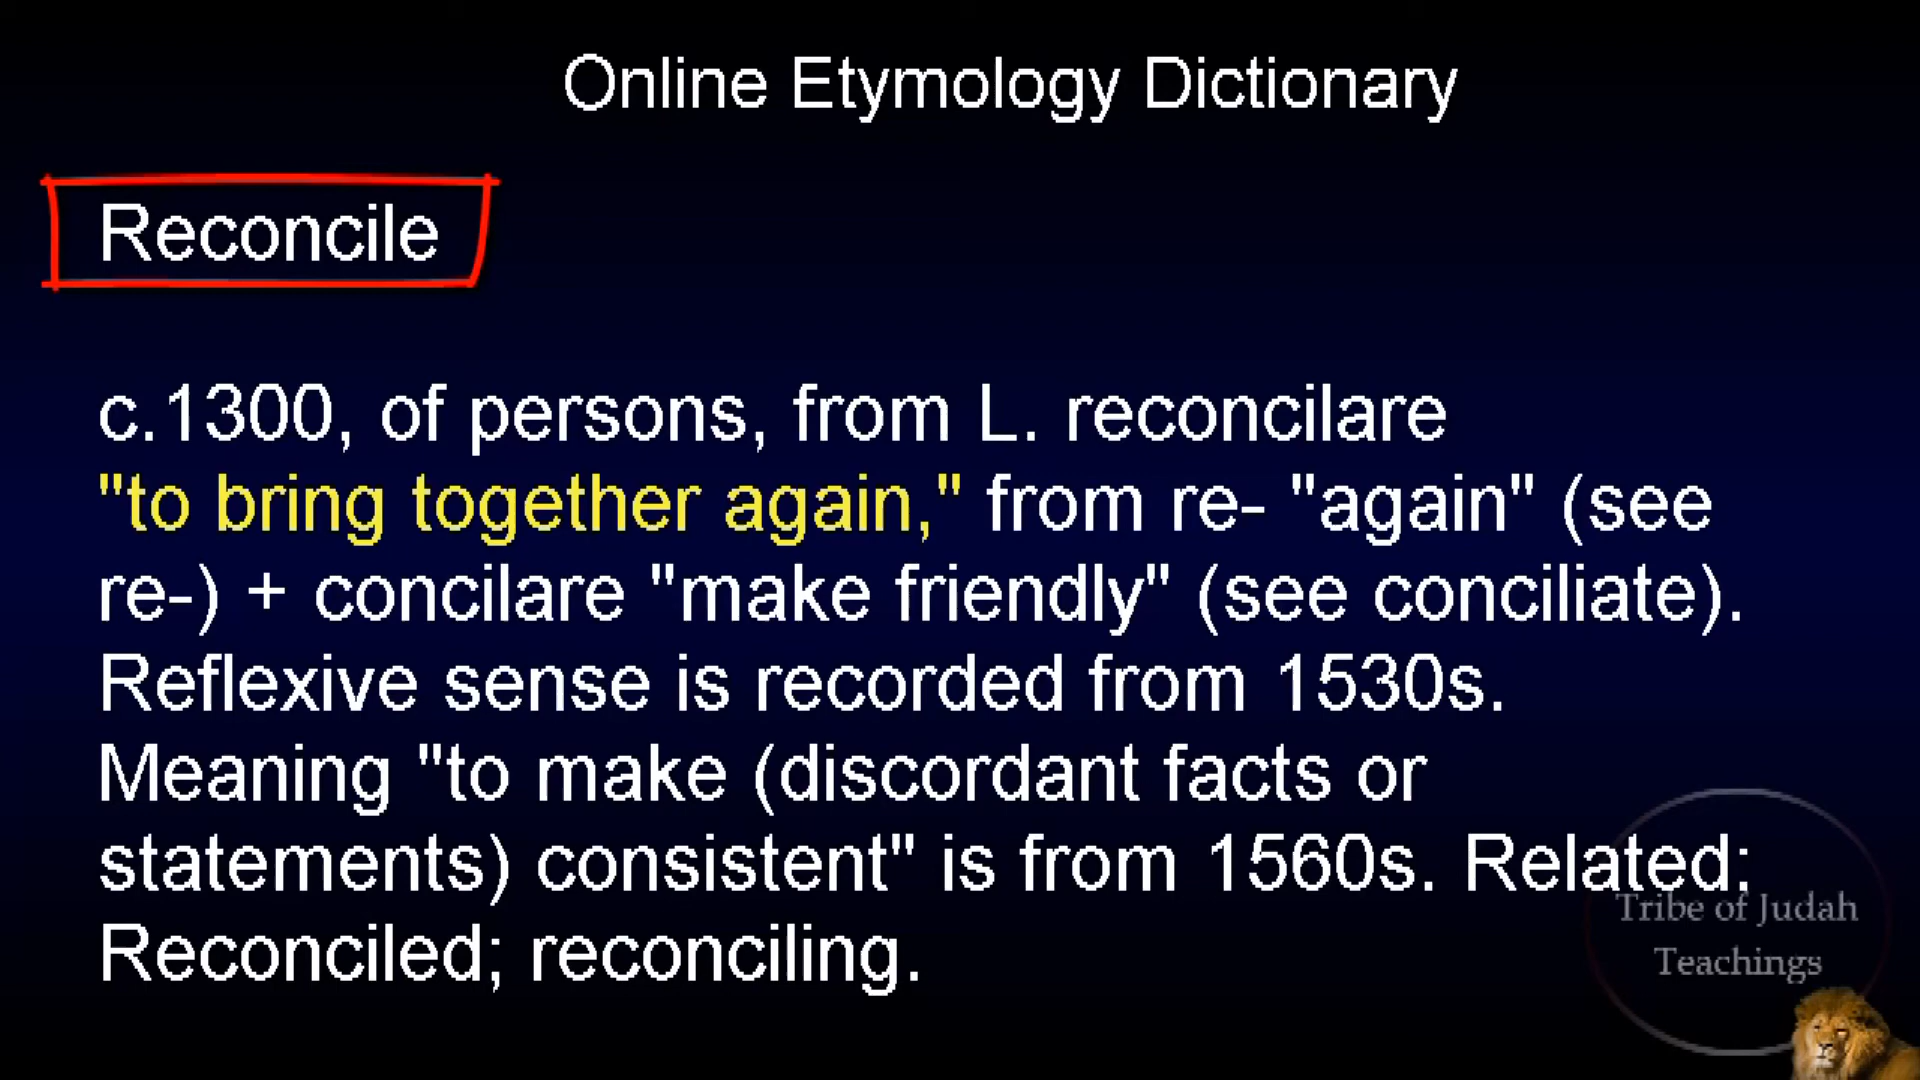 Online Etymology Dictionary
Reconcile
c.1300, of persons, from L. reconcilare
"to bring together again," from re- "again" (see
re-) + concilare "make friendly" (see conciliate).
Reflexive sense is recorded from 1530s.
Meaning "to make (discordant facts or
statements) consistent" is from 1560s. Related:
Reconciled; reconciling.
Tribe of Judah
Teachings